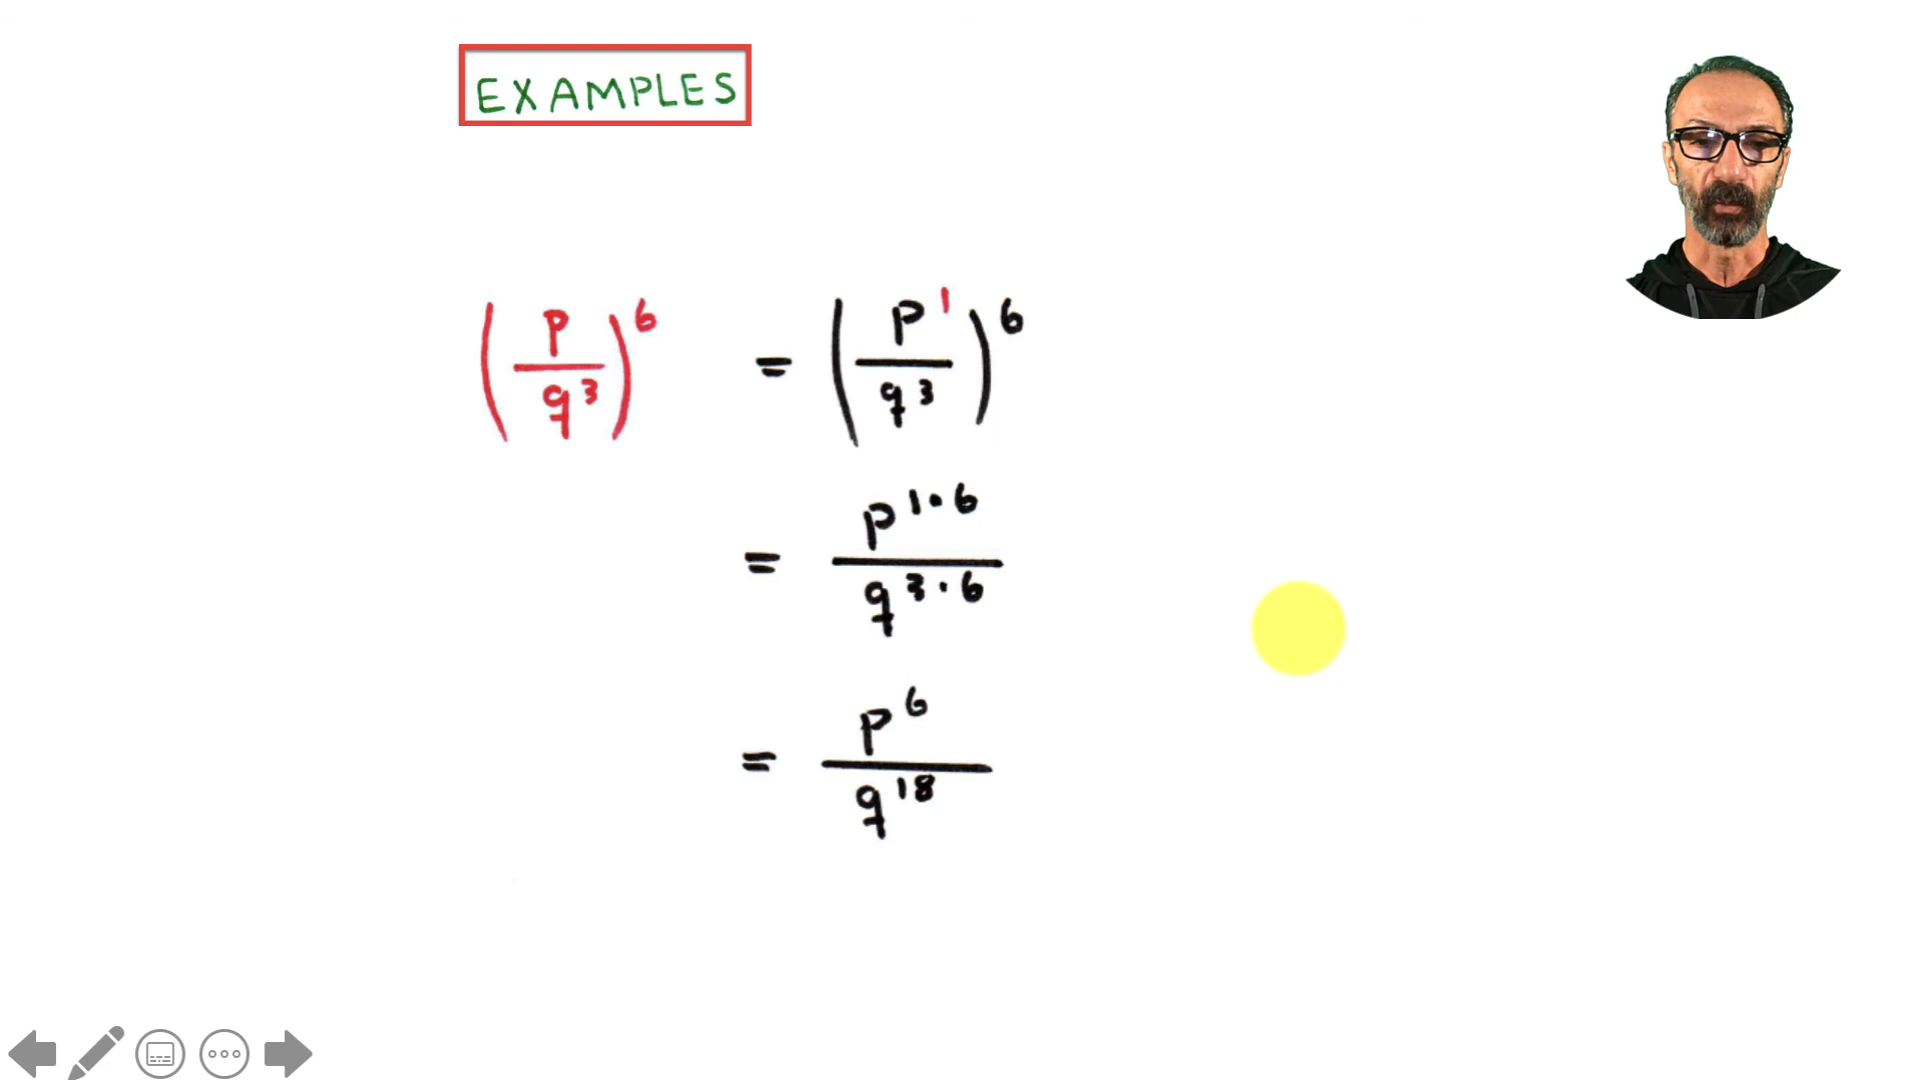 EXAMPLES
(p/q³)⁶ = (p¹/q³)⁶
= p¹·⁶/q³·⁶
= p⁶/q¹⁸